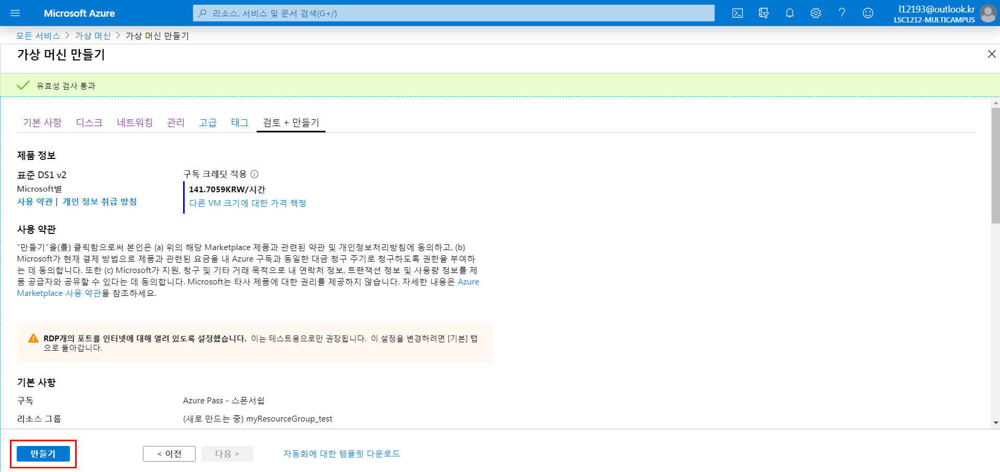 Microsoft Azure
리소스, 서비스 및 문서 검색(G+/)
l12193@outlook.kr
LSC1212-MULTICAMPUS
모든 서비스 > 가상 머신 > 가상 머신 만들기
가상 머신 만들기
유효성 검사 통과
기본 사항 디스크 네트워킹 관리 고급 태그 검토 + 만들기
제품 정보
표준 DS1 v2
Microsoft별
사용 약관 | 개인 정보 취급 방침
구독 크레딧 적용
141.7059KRW/시간
다른 VM 크기에 대한 가격 책정
사용 약관
"만들기"을(를) 클릭함으로써 본인은 (a) 위의 해당 Marketplace 제품과 관련된 약관 및 개인정보처리방침에 동의하고, (b)
Microsoft가 현재 결제 방법으로 제품과 관련된 요금을 내 Azure 구독과 동일한 대금 청구 주기로 청구하도록 권한을 부여하
는 데 동의합니다. 또한 (c) Microsoft가 지원, 청구 및 기타 거래 목적으로 내 연락처 정보, 트랜잭션 정보 및 사용량 정보를 제
품 공급자와 공유할 수 있다는 데 동의합니다. Microsoft는 타사 제품에 대한 권리를 제공하지 않습니다. 자세한 내용은 Azure
Marketplace 사용 약관을 참조하세요.
RDP개의 포트를 인터넷에 대해 열려 있도록 설정했습니다. 이는 테스트용으로만 권장됩니다. 이 설정을 변경하려면 [기본] 탭
으로 돌아갑니다.
기본 사항
구독 Azure Pass - 스폰서쉽
리소스 그룹 (새로 만드는 중) myResourceGroup_test
만들기 < 이전 다음 > 자동화에 대한 템플릿 다운로드